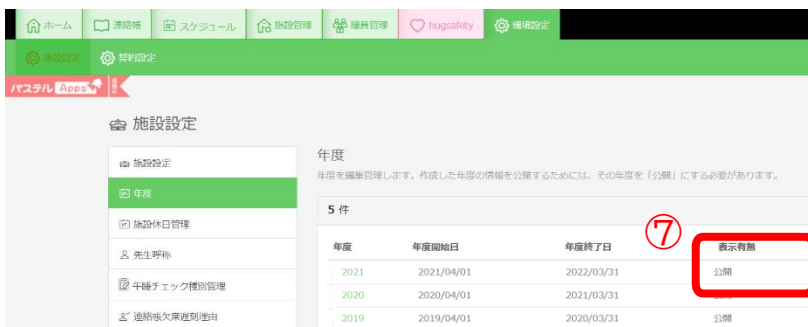 ホーム 連絡帳 スケジュール 施設管理 職員管理 hugsafety 環境設定
施設設定 契約設定
パステル Apps
施設設定
施設設定
年度
施設休日管理
先生呼称
午睡チェック種別管理
連絡帳欠席遅刻理由
年度
年度を編集管理します。作成した年度の情報を公開するためには、その年度を「公開」にする必要があります。
5 件
⑦
年度 年度開始日 年度終了日 表示有無
2021 2021/04/01 2022/03/31 公開
2020 2020/04/01 2021/03/31
2019 2019/04/01 2020/03/31 公開